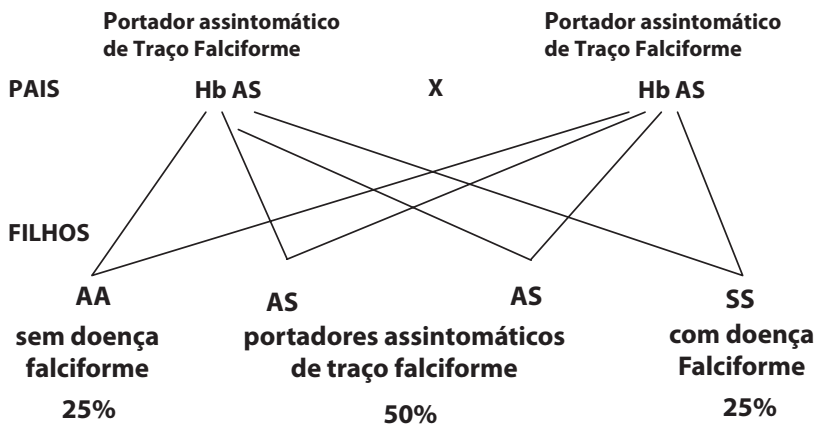 Portador assintomático
de Traço Falciforme
Portador assintomático
de Traço Falciforme
PAIS
Hb AS
X
Hb AS
FILHOS
AA
sem doença
falciforme
25%
AS
AS
portadores assintomáticos
de traço falciforme
50%
SS
com doença
Falciforme
25%